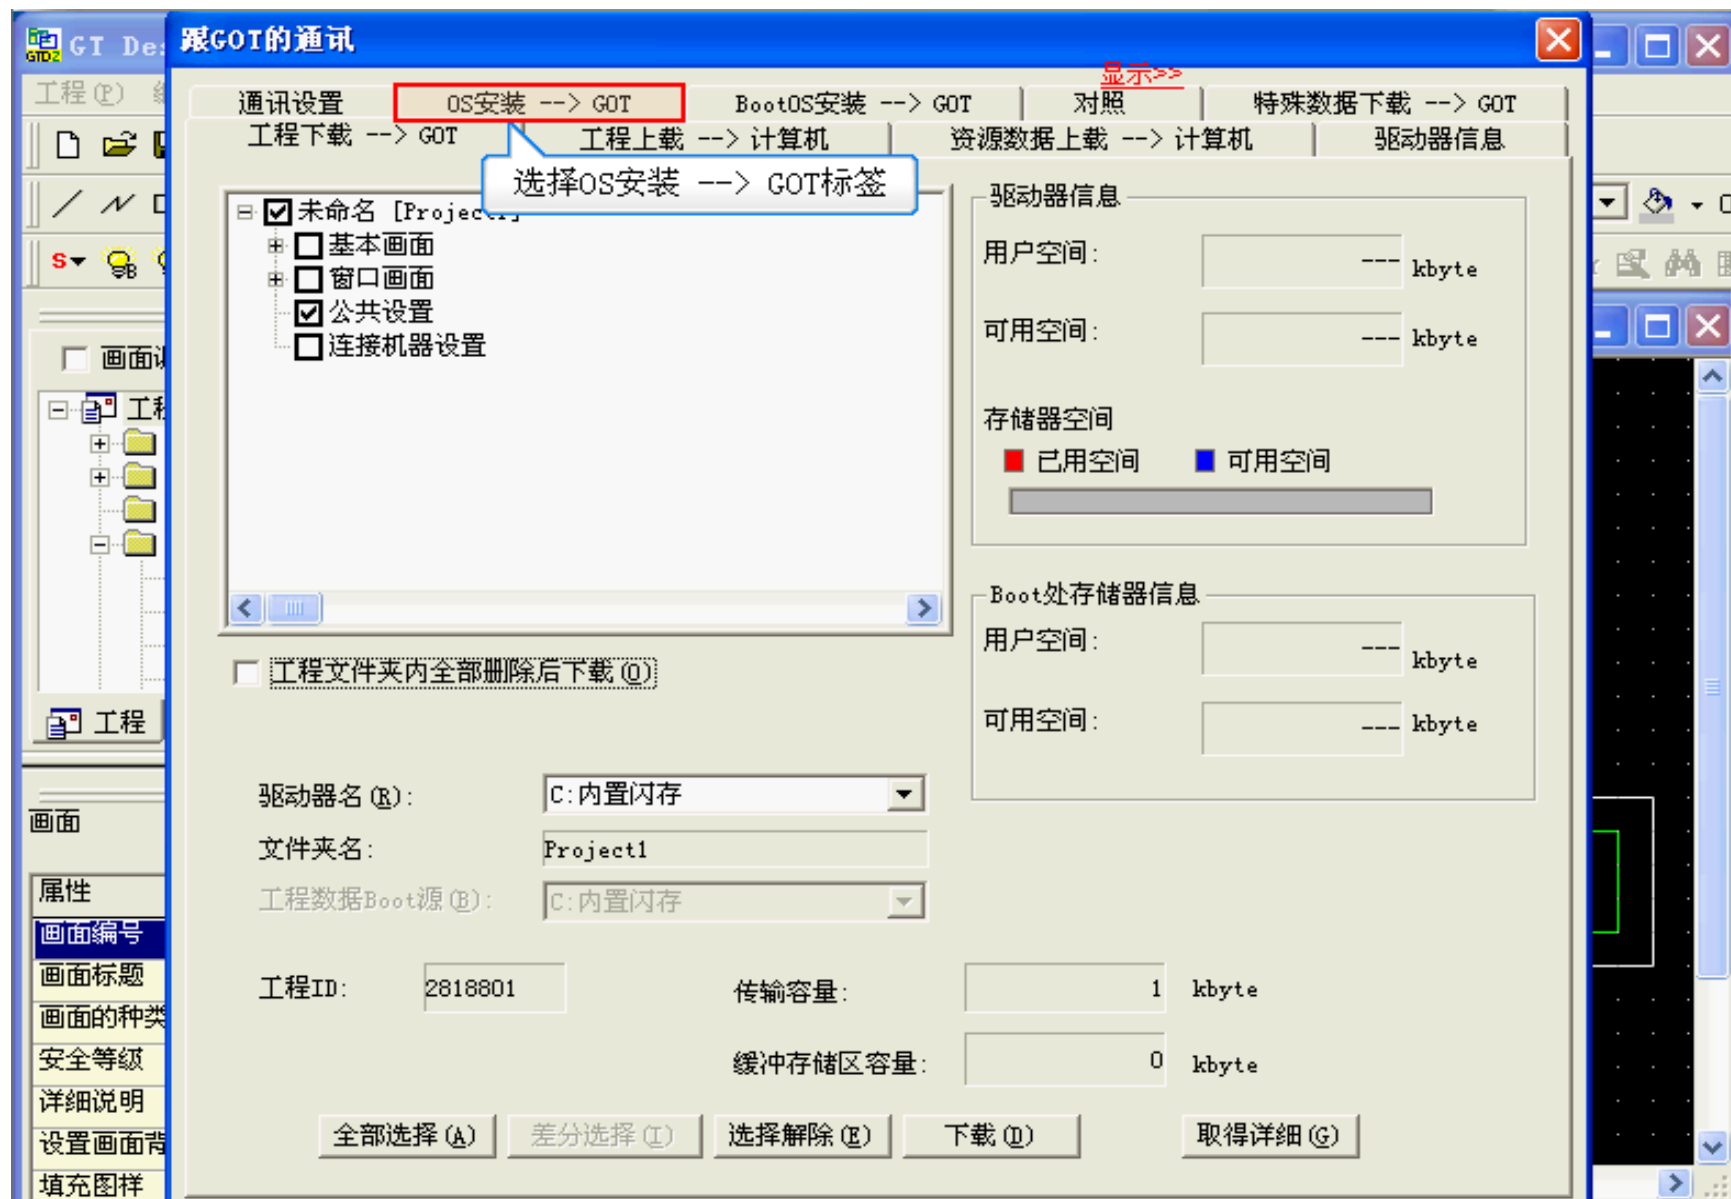 GT De
跟GOT的通讯
工程(P)
显示>>
通讯设置 OS安装 --> GOT BootOS安装 --> GOT 对照 特殊数据下载 --> GOT
工程下载 --> GOT 工程上载 --> 计算机 资源数据上载 --> 计算机 驱动器信息
选择OS安装 --> GOT标签
未命名 [Project1]
基本画面
窗口画面
公共设置
连接机器设置
驱动器信息
用户空间: --- kbyte
可用空间: --- kbyte
存储器空间
已用空间 可用空间
Boot处存储器信息
用户空间: --- kbyte
可用空间: --- kbyte
工程文件夹内全部删除后下载(O)
驱动器名(R): C:内置闪存
文件夹名: Project1
工程数据Boot源(B): C:内置闪存
工程ID: 2818801
传输容量: 1 kbyte
缓冲存储区容量: 0 kbyte
全部选择(A) 差分选择(I) 选择解除(E) 下载(D) 取得详细(G)
S
画面
工程
工程
画面
属性
画面编号
画面标题
画面的种类
安全等级
详细说明
设置画面背
填充图样